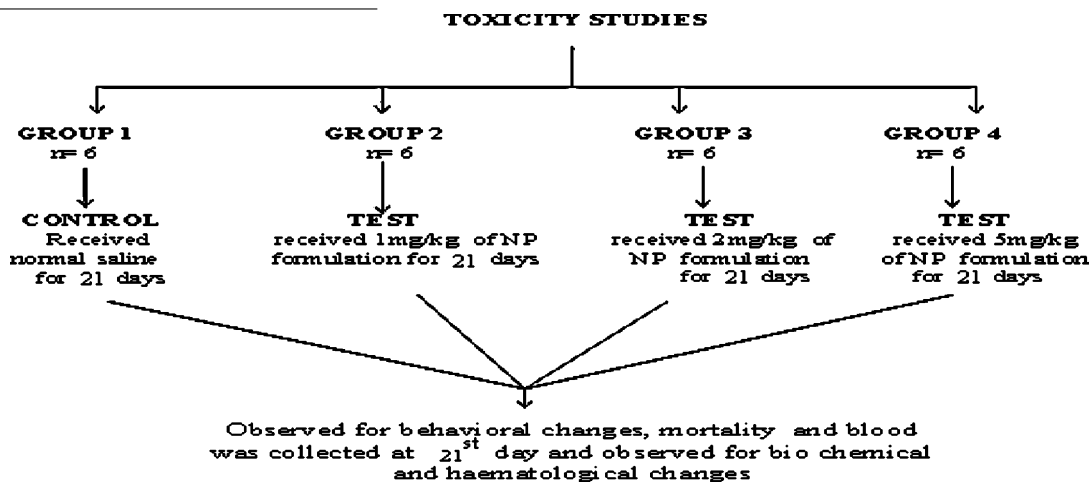 TOXICITY STUDIES
GROUP 1
n= 6
GROUP 2
n= 6
GROUP 3
n= 6
GROUP 4
n= 6
CONTROL
Received
normal saline
for 21 days
TEST
received 1mg/kg of NP
formulation for 21 days
TEST
received 2mg/kg of
NP formulation
for 21 days
TEST
received 5mg/kg
of NP formulation
for 21 days
Observed for behavioral changes, mortality and blood
was collected at 21st day and observed for bio chemical
and haematological changes